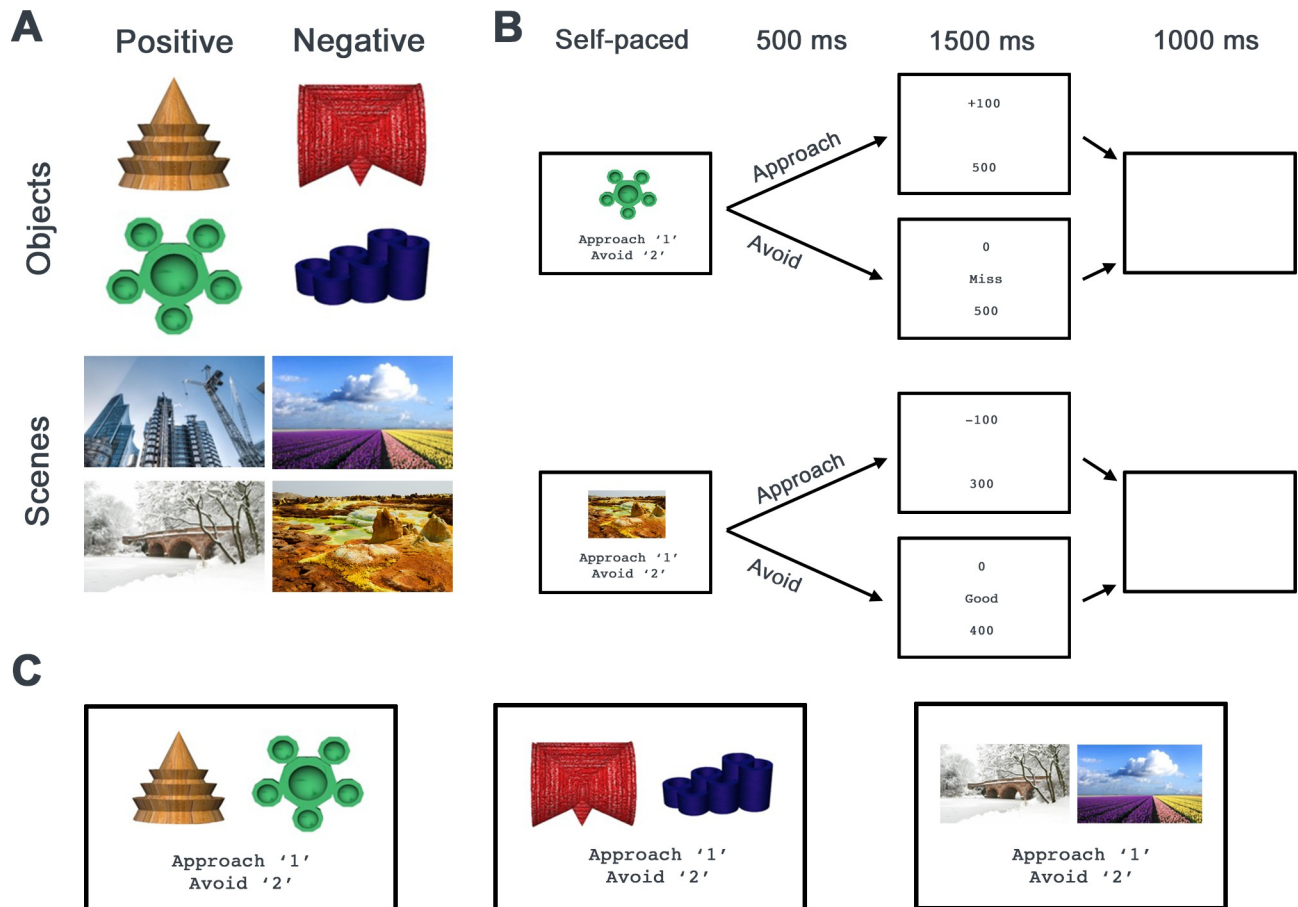 A
Positive
Negative
Objects
Scenes
B
Self-paced
500 ms
1500 ms
1000 ms
Approach ‘1’
Avoid ‘2’
Approach
Avoid
+100
500
0
Miss
500
Approach ‘1’
Avoid ‘2’
Approach
Avoid
−100
300
0
Good
400
C
Approach ‘1’
Avoid ‘2’
Approach ‘1’
Avoid ‘2’
Approach ‘1’
Avoid ‘2’